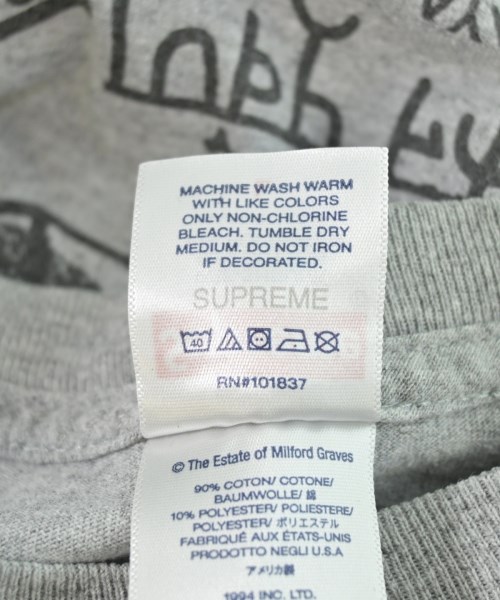 MACHINE WASH WARM
WITH LIKE COLORS
ONLY NON-CHLORINE
BLEACH. TUMBLE DRY
MEDIUM. DO NOT IRON
IF DECORATED.
SUPREME
40
RN#101837
© The Estate of Milford Graves
90% COTTON/ COTONE/
BAUMWOLLE/ 綿
10% POLYESTER/ POLIESTERE/
POLYESTER/ ポリエステル
FABRIQUÉ AUX ÉTATS-UNIS
PRODOTTO NEGLI U.S.A
アメリカ製
1994 INC. LTD.